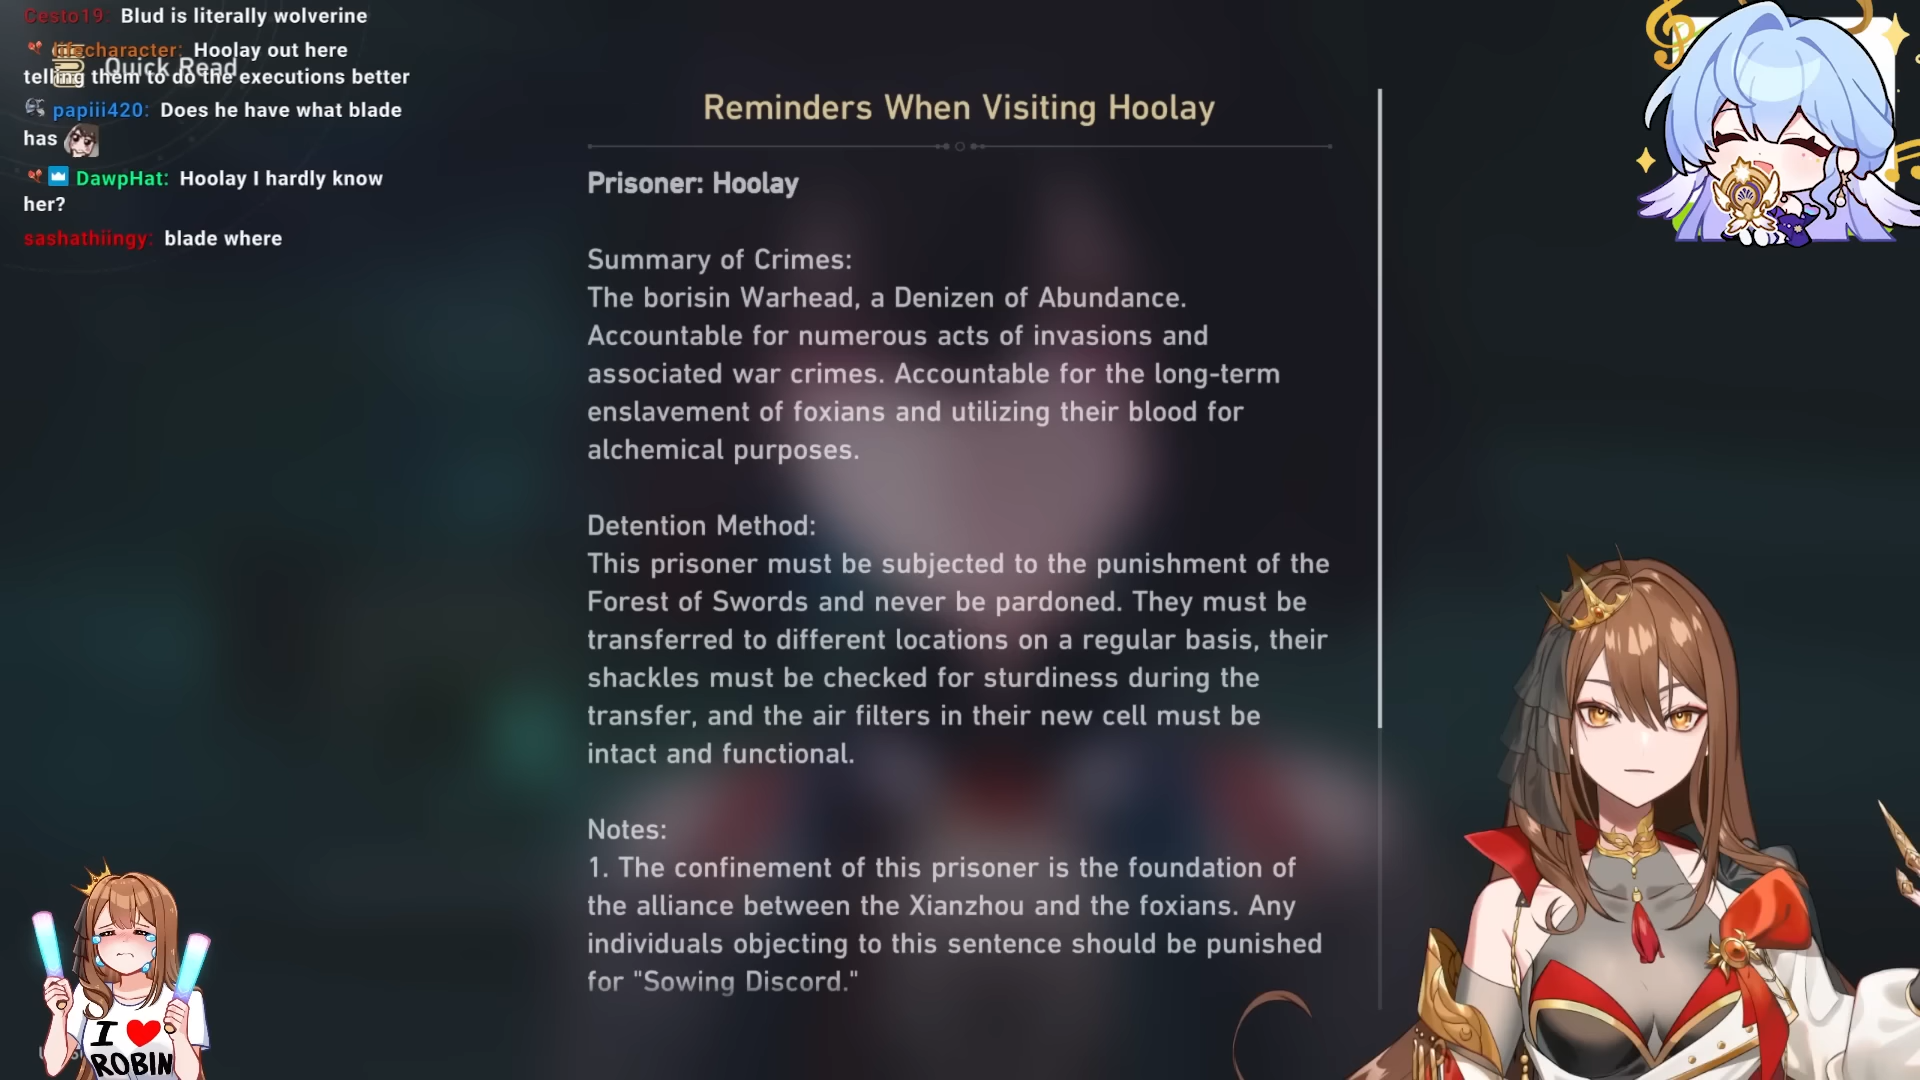 Cesto19: Blud is literally wolverine
lifecharacter: Hoolay out here
telling them to do the executions better
Quick Read
papiii420: Does he have what blade
has
DawpHat: Hoolay I hardly know
her?
sashathiingy: blade where
Reminders When Visiting Hoolay
Prisoner: Hoolay
Summary of Crimes:
The borisin Warhead, a Denizen of Abundance.
Accountable for numerous acts of invasions and
associated war crimes. Accountable for the long-term
enslavement of foxians and utilizing their blood for
alchemical purposes.
Detention Method:
This prisoner must be subjected to the punishment of the
Forest of Swords and never be pardoned. They must be
transferred to different locations on a regular basis, their
shackles must be checked for sturdiness during the
transfer, and the air filters in their new cell must be
intact and functional.
Notes:
1. The confinement of this prisoner is the foundation of
the alliance between the Xianzhou and the foxians. Any
individuals objecting to this sentence should be punished
for "Sowing Discord."
I ❤ 
ROBIN